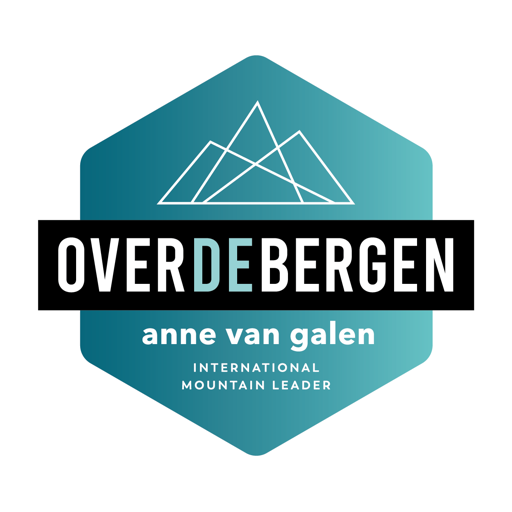 OVERDEBERGEN
anne van galen
INTERNATIONAL
MOUNTAIN LEADER